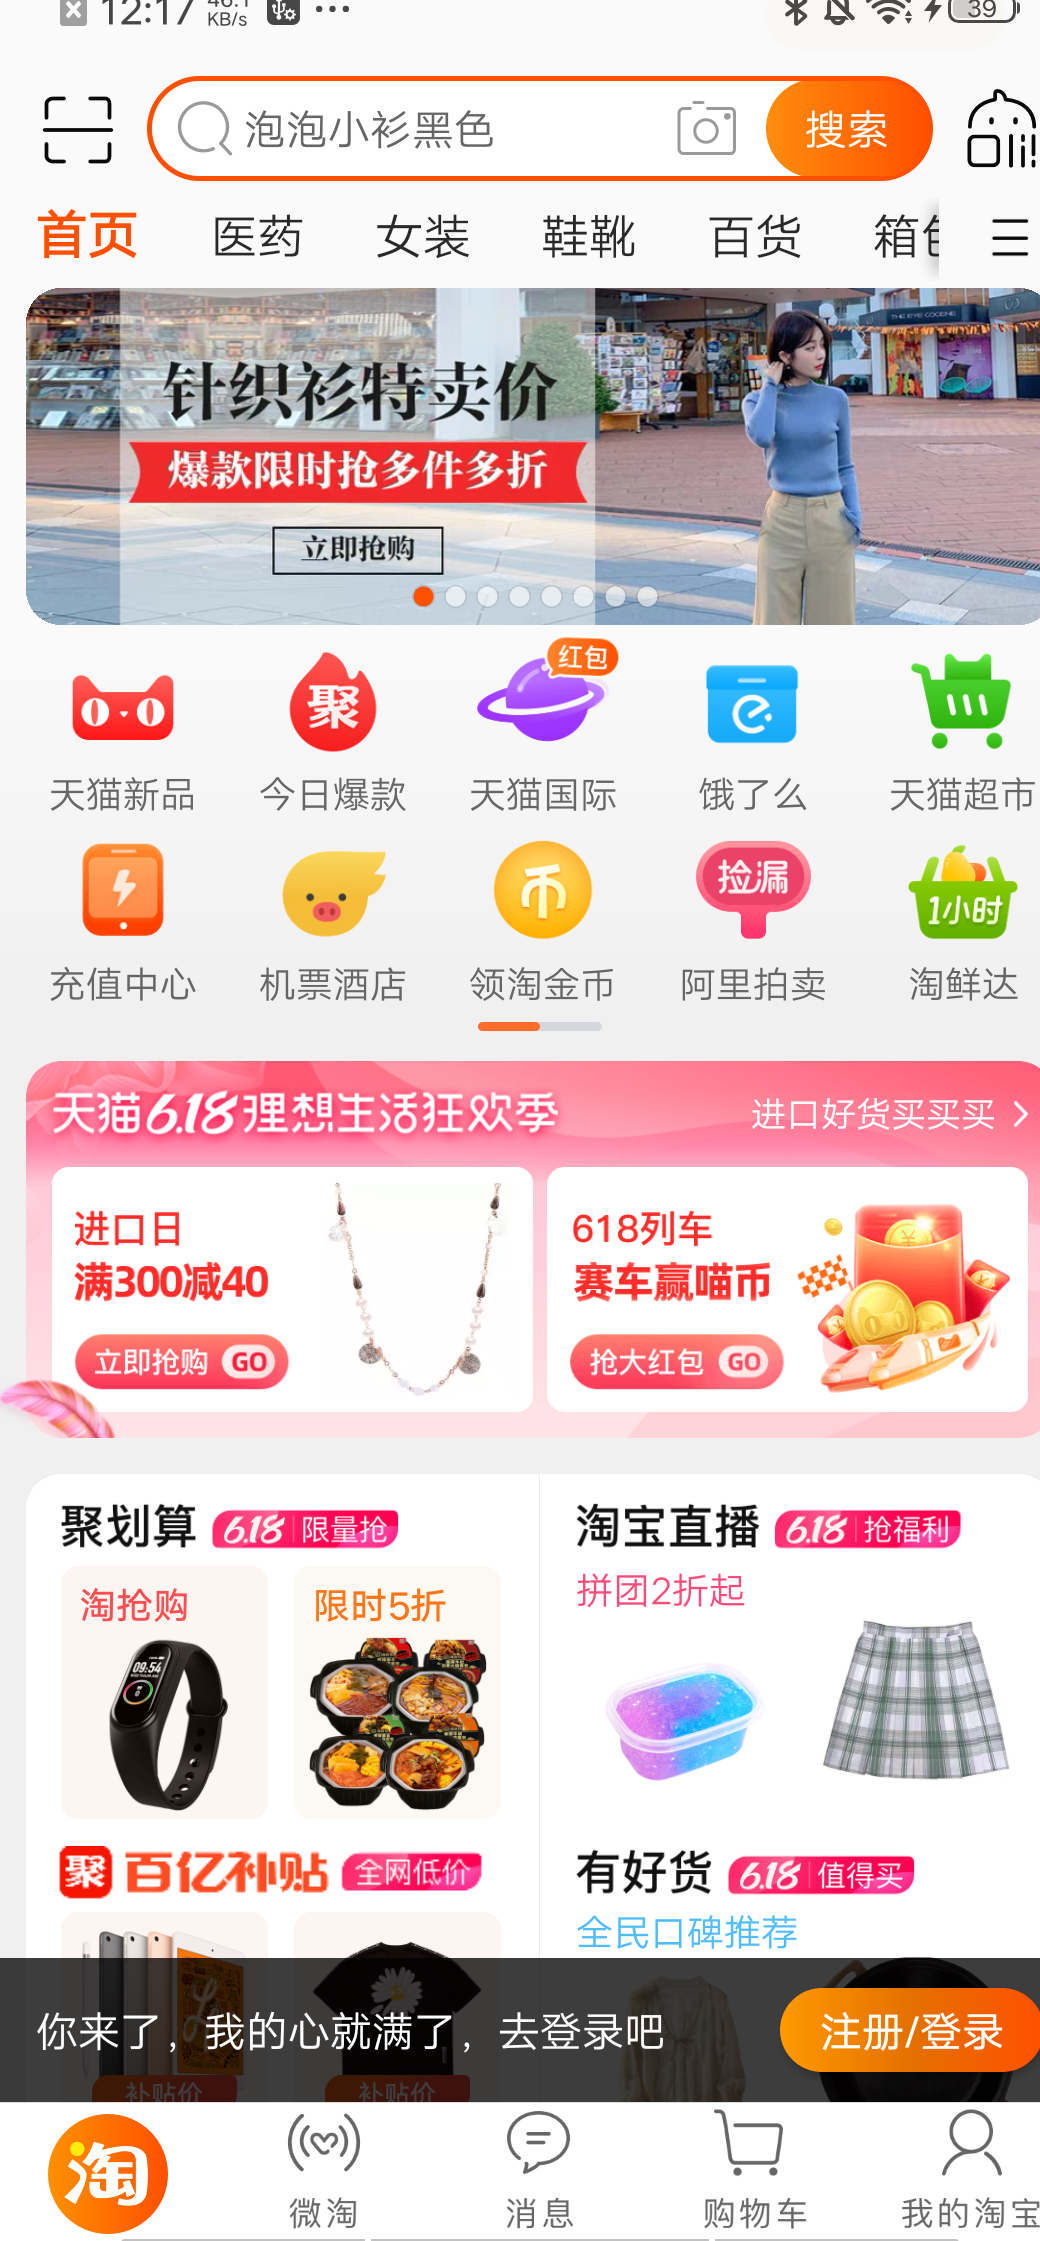 12:17 KB/s 39
泡泡小衫黑色 搜索
首页 医药 女装 鞋靴 百货
针织衫特卖价
爆款限时抢多件多折
立即抢购
红包
聚
天猫新品 今日爆款 天猫国际 饿了么 天猫超市
币 捡漏 1小时
充值中心 机票酒店 领淘金币 阿里拍卖 淘鲜达
天猫6.18理想生活狂欢季 进口好货买买买
进口日
满300减40
立即抢购 GO
618列车
赛车赢喵币
抢大红包 GO
聚划算 6.18 限量抢
淘抢购 限时5折
09:54
淘宝直播 6.18 抢福利
拼团2折起
聚 百亿补贴 全网低价
有好货 6.18 值得买
全民口碑推荐
你来了，我的心就满了，去登录吧 注册/登录
补贴价 补贴价
淘 微淘 消息 购物车 我的淘宝